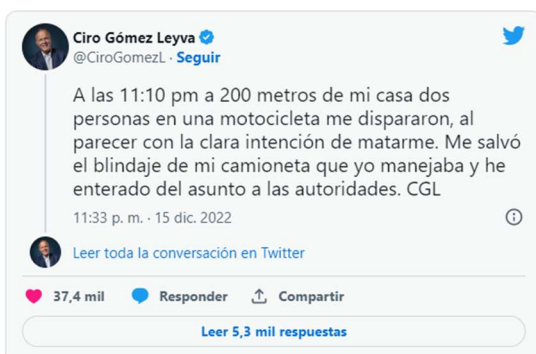 Ciro Gómez Leyva
@CiroGomezL · Seguir
A las 11:10 pm a 200 metros de mi casa dos
personas en una motocicleta me dispararon, al
parecer con la clara intención de matarme. Me salvó
el blindaje de mi camioneta que yo manejaba y he
enterado del asunto a las autoridades. CGL
11:33 p. m. · 15 dic. 2022
Leer toda la conversación en Twitter
37,4 mil Responder Compartir
Leer 5,3 mil respuestas